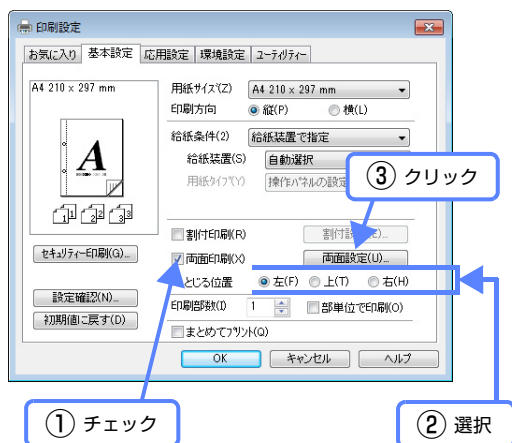 印刷設定
お気に入り 基本設定 応用設定 環境設定 ユーティリティー
A4 210 x 297 mm
用紙サイズ(Z) A4 210 x 297 mm
印刷方向 縦(P) 横(L)
給紙条件(2) 給紙装置で指定
給紙装置(S) 自動選択
用紙タイプ(Y) 操作パネルの設定
③ クリック
A
1 1 2 2 3 3
割付印刷(R)
セキュリティー印刷(G)...
両面印刷(X) 両面設定(U)...
とじる位置 左(F) 上(T) 右(H)
設定確認(N)...
印刷部数(I) 1 部単位で印刷(O)
初期値に戻す(D)
まとめてプリント(Q)
OK キャンセル ヘルプ
① チェック
② 選択